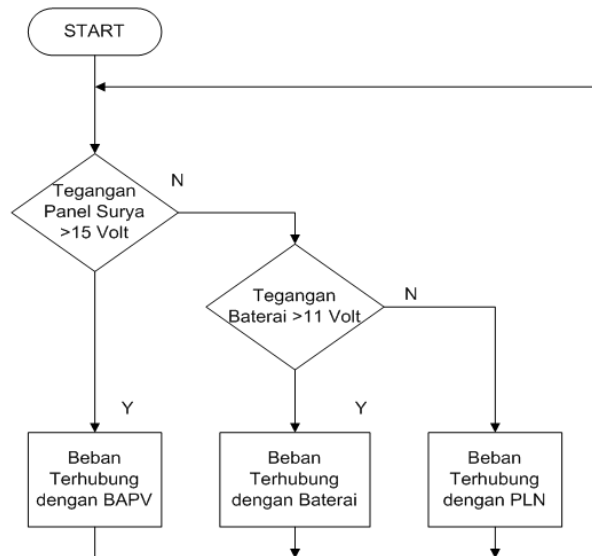 START
Tegangan
Panel Surya
>15 Volt
N
Tegangan
Baterai >11 Volt
N
Y
Y
Beban
Terhubung
dengan BAPV
Beban
Terhubung
dengan Baterai
Beban
Terhubung
dengan PLN